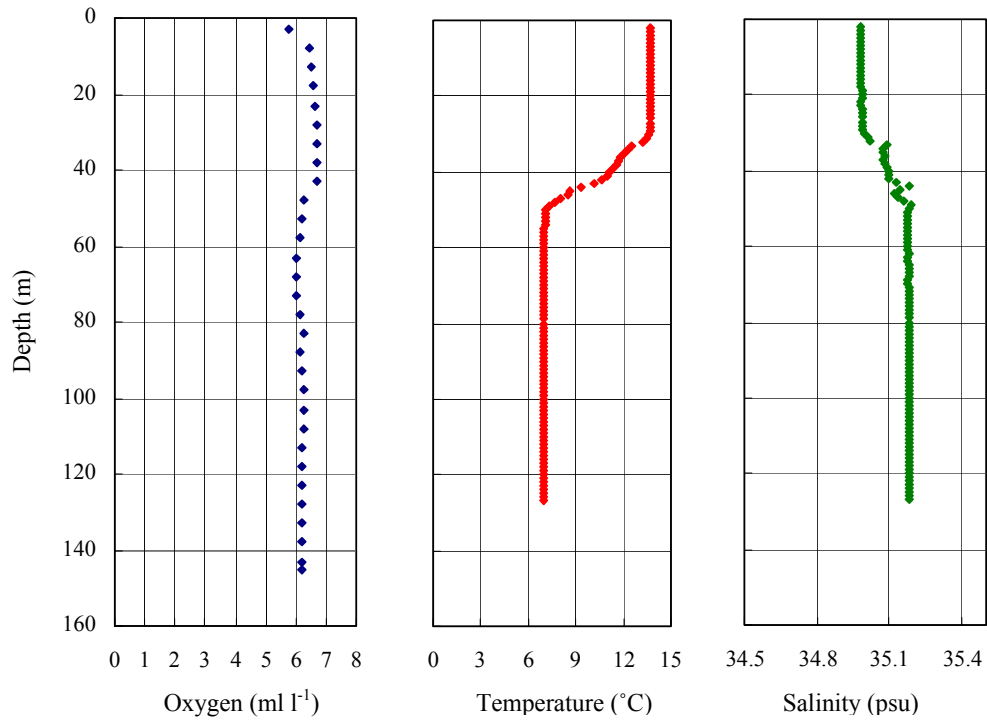 Depth (m)
0
20
40
60
80
100
120
140
160
0 1 2 3 4 5 6 7 8
0 3 6 9 12 15
34.5 34.8 35.1 35.4
Oxygen (ml l-1)
Temperature (˚C)
Salinity (psu)